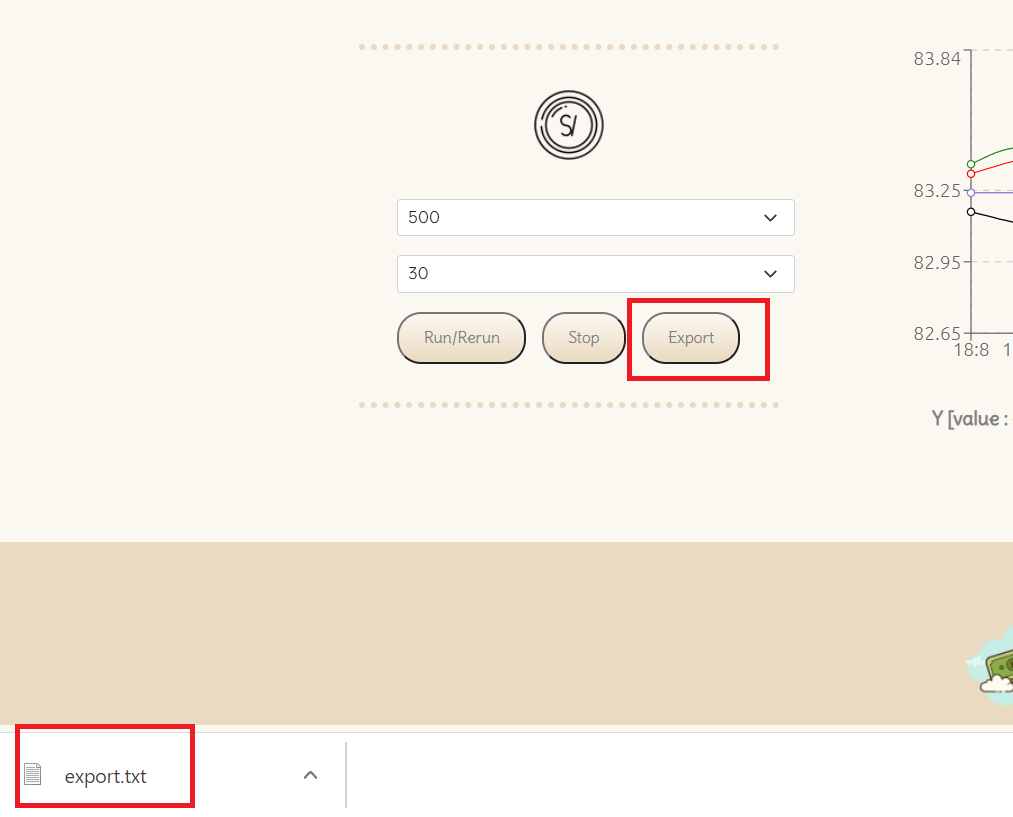 S/
500
30
Run/Rerun Stop Export
83.84
83.25
82.95
82.65
18:8 1
Y [value :
export.txt